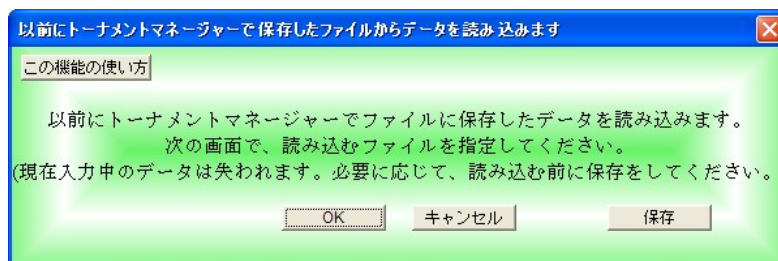 以前にトーナメントマネージャーで保存したファイルからデータを読み込みます
この機能の使い方
以前にトーナメントマネージャーでファイルに保存したデータを読み込みます。
次の画面で、読み込むファイルを指定してください。
(現在入力中のデータは失われます。必要に応じて、読み込む前に保存をしてください。
OK キャンセル 保存